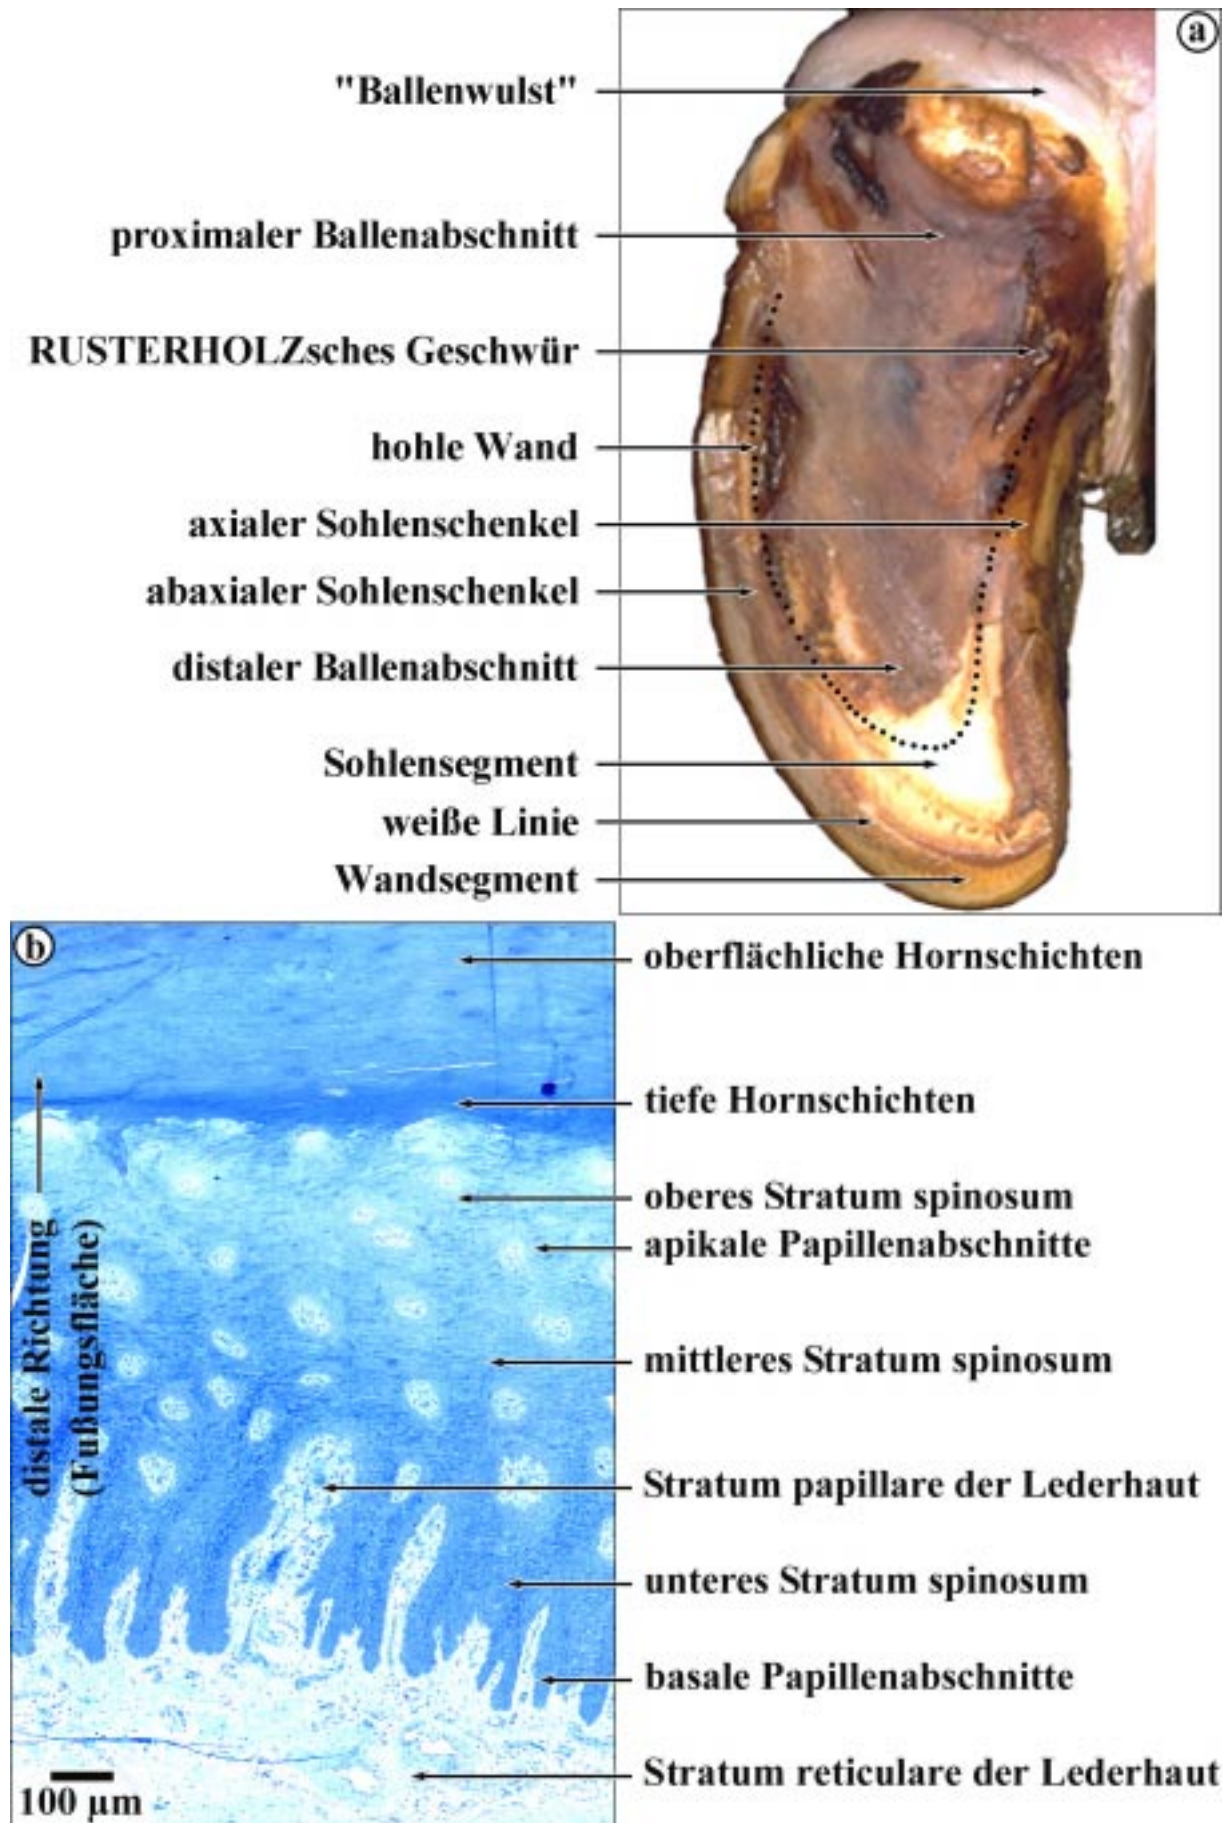 a
"Ballenwulst"
proximaler Ballenabschnitt
RUSTERHOLZsches Geschwür
hohle Wand
axialer Sohlenschenkel
abaxialer Sohlenschenkel
distaler Ballenabschnitt
Sohlensegment
weiße Linie
Wandsegment
b
oberflächliche Hornschichten
tiefe Hornschichten
oberes Stratum spinosum
apikale Papillenabschnitte
mittleres Stratum spinosum
Stratum papillare der Lederhaut
unteres Stratum spinosum
basale Papillenabschnitte
Stratum reticulare der Lederhaut
distale Richtung
(Fußungsfläche)
100 µm